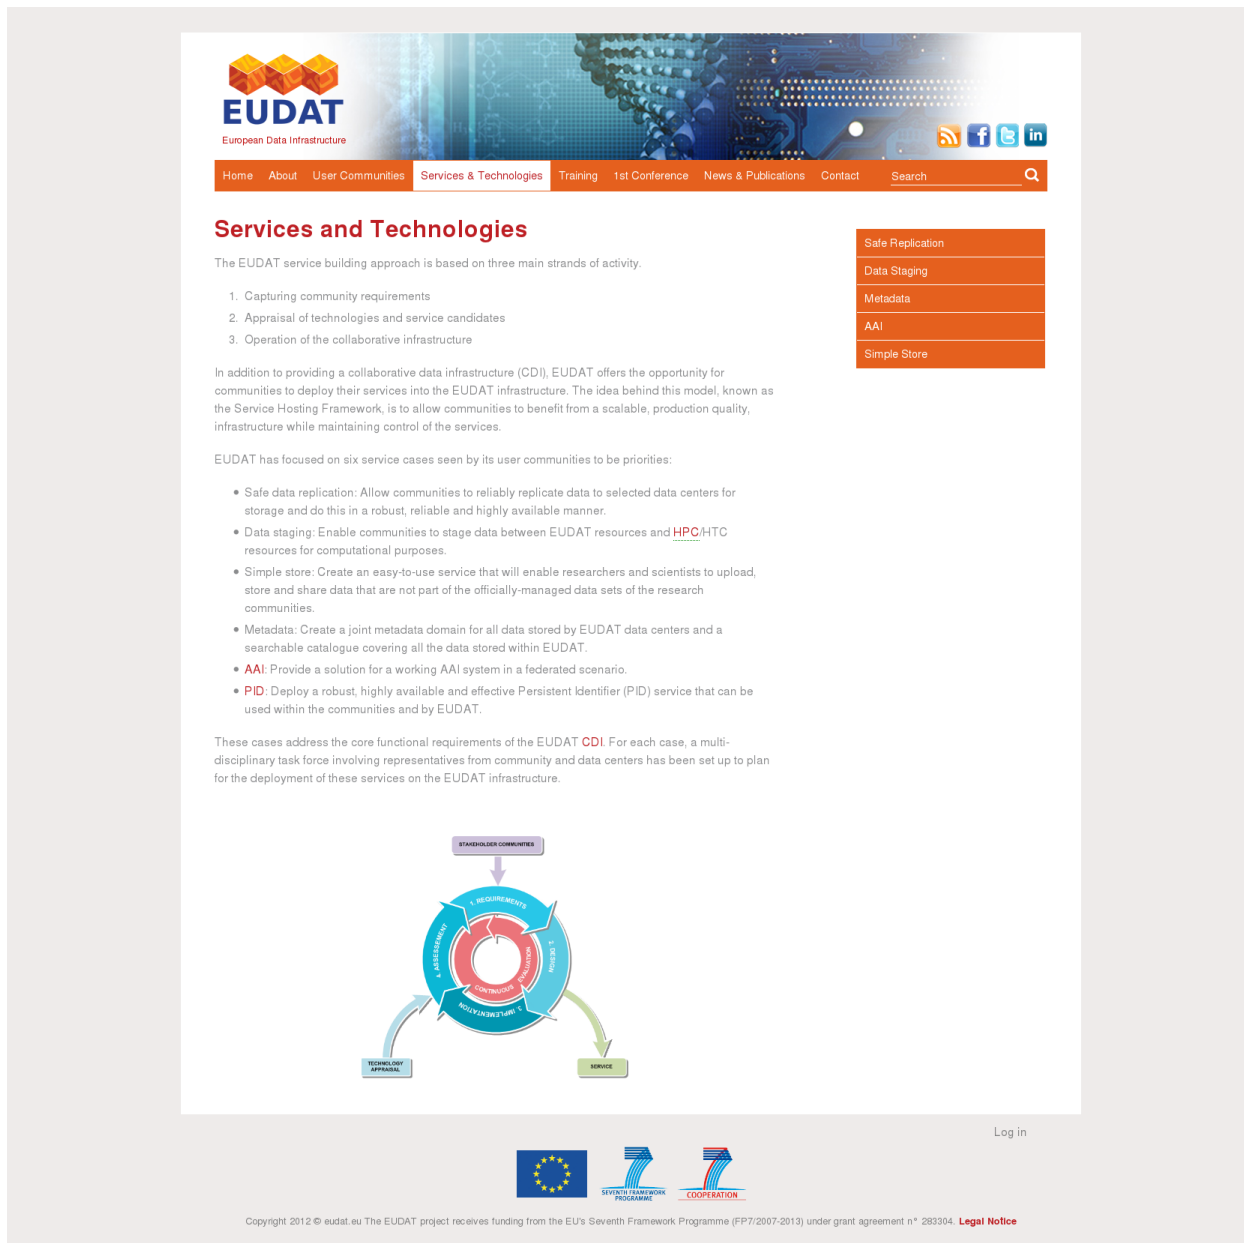 EUDAT
European Data Infrastructure
Home About User Communities Services & Technologies Training 1st Conference News & Publications Contact Search
Services and Technologies
The EUDAT service building approach is based on three main strands of activity.
1. Capturing community requirements
2. Appraisal of technologies and service candidates
3. Operation of the collaborative infrastructure
In addition to providing a collaborative data infrastructure (CDI), EUDAT offers the opportunity for
communities to deploy their services into the EUDAT infrastructure. The idea behind this model, known as
the Service Hosting Framework, is to allow communities to benefit from a scalable, production quality,
infrastructure while maintaining control of the services.
EUDAT has focused on six service cases seen by its user communities to be priorities:
• Safe data replication: Allow communities to reliably replicate data to selected data centers for
storage and do this in a robust, reliable and highly available manner.
• Data staging: Enable communities to stage data between EUDAT resources and HPC/HTC
resources for computational purposes.
• Simple store: Create an easy-to-use service that will enable researchers and scientists to upload,
store and share data that are not part of the officially-managed data sets of the research
communities.
• Metadata: Create a joint metadata domain for all data stored by EUDAT data centers and a
searchable catalogue covering all the data stored within EUDAT.
• AAI: Provide a solution for a working AAI system in a federated scenario.
• PID: Deploy a robust, highly available and effective Persistent Identifier (PID) service that can be
used within the communities and by EUDAT.
These cases address the core functional requirements of the EUDAT CDI. For each case, a multi-
disciplinary task force involving representatives from community and data centers has been set up to plan
for the deployment of these services on the EUDAT infrastructure.
Safe Replication
Data Staging
Metadata
AAI
Simple Store
STAKEHOLDER COMMUNITIES
1. REQUIREMENTS
2. DESIGN
3. IMPLEMENTATION
4. ASSESSEMENT
CONTINUOUS EVALUATION
TECHNOLOGY
APPRAISAL
SERVICE
Log in
SEVENTH FRAMEWORK
PROGRAMME
COOPERATION
Copyright 2012 © eudat.eu The EUDAT project receives funding from the EU's Seventh Framework Programme (FP7/2007-2013) under grant agreement n° 283304. Legal Notice